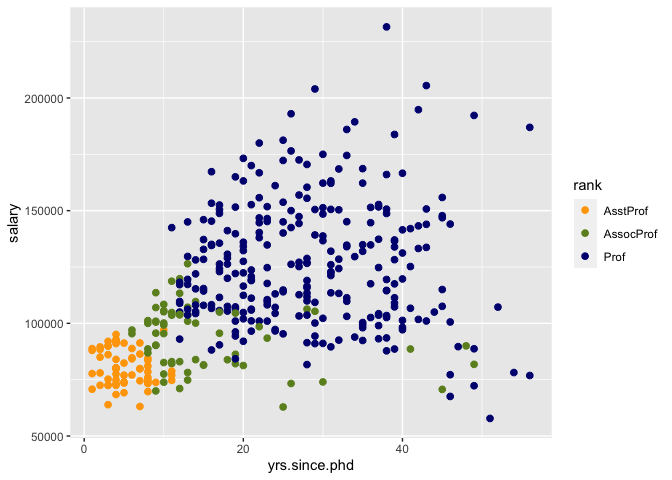 200000
150000
100000
50000
salary
0
20
40
yrs.since.phd
rank
AsstProf
AssocProf
Prof